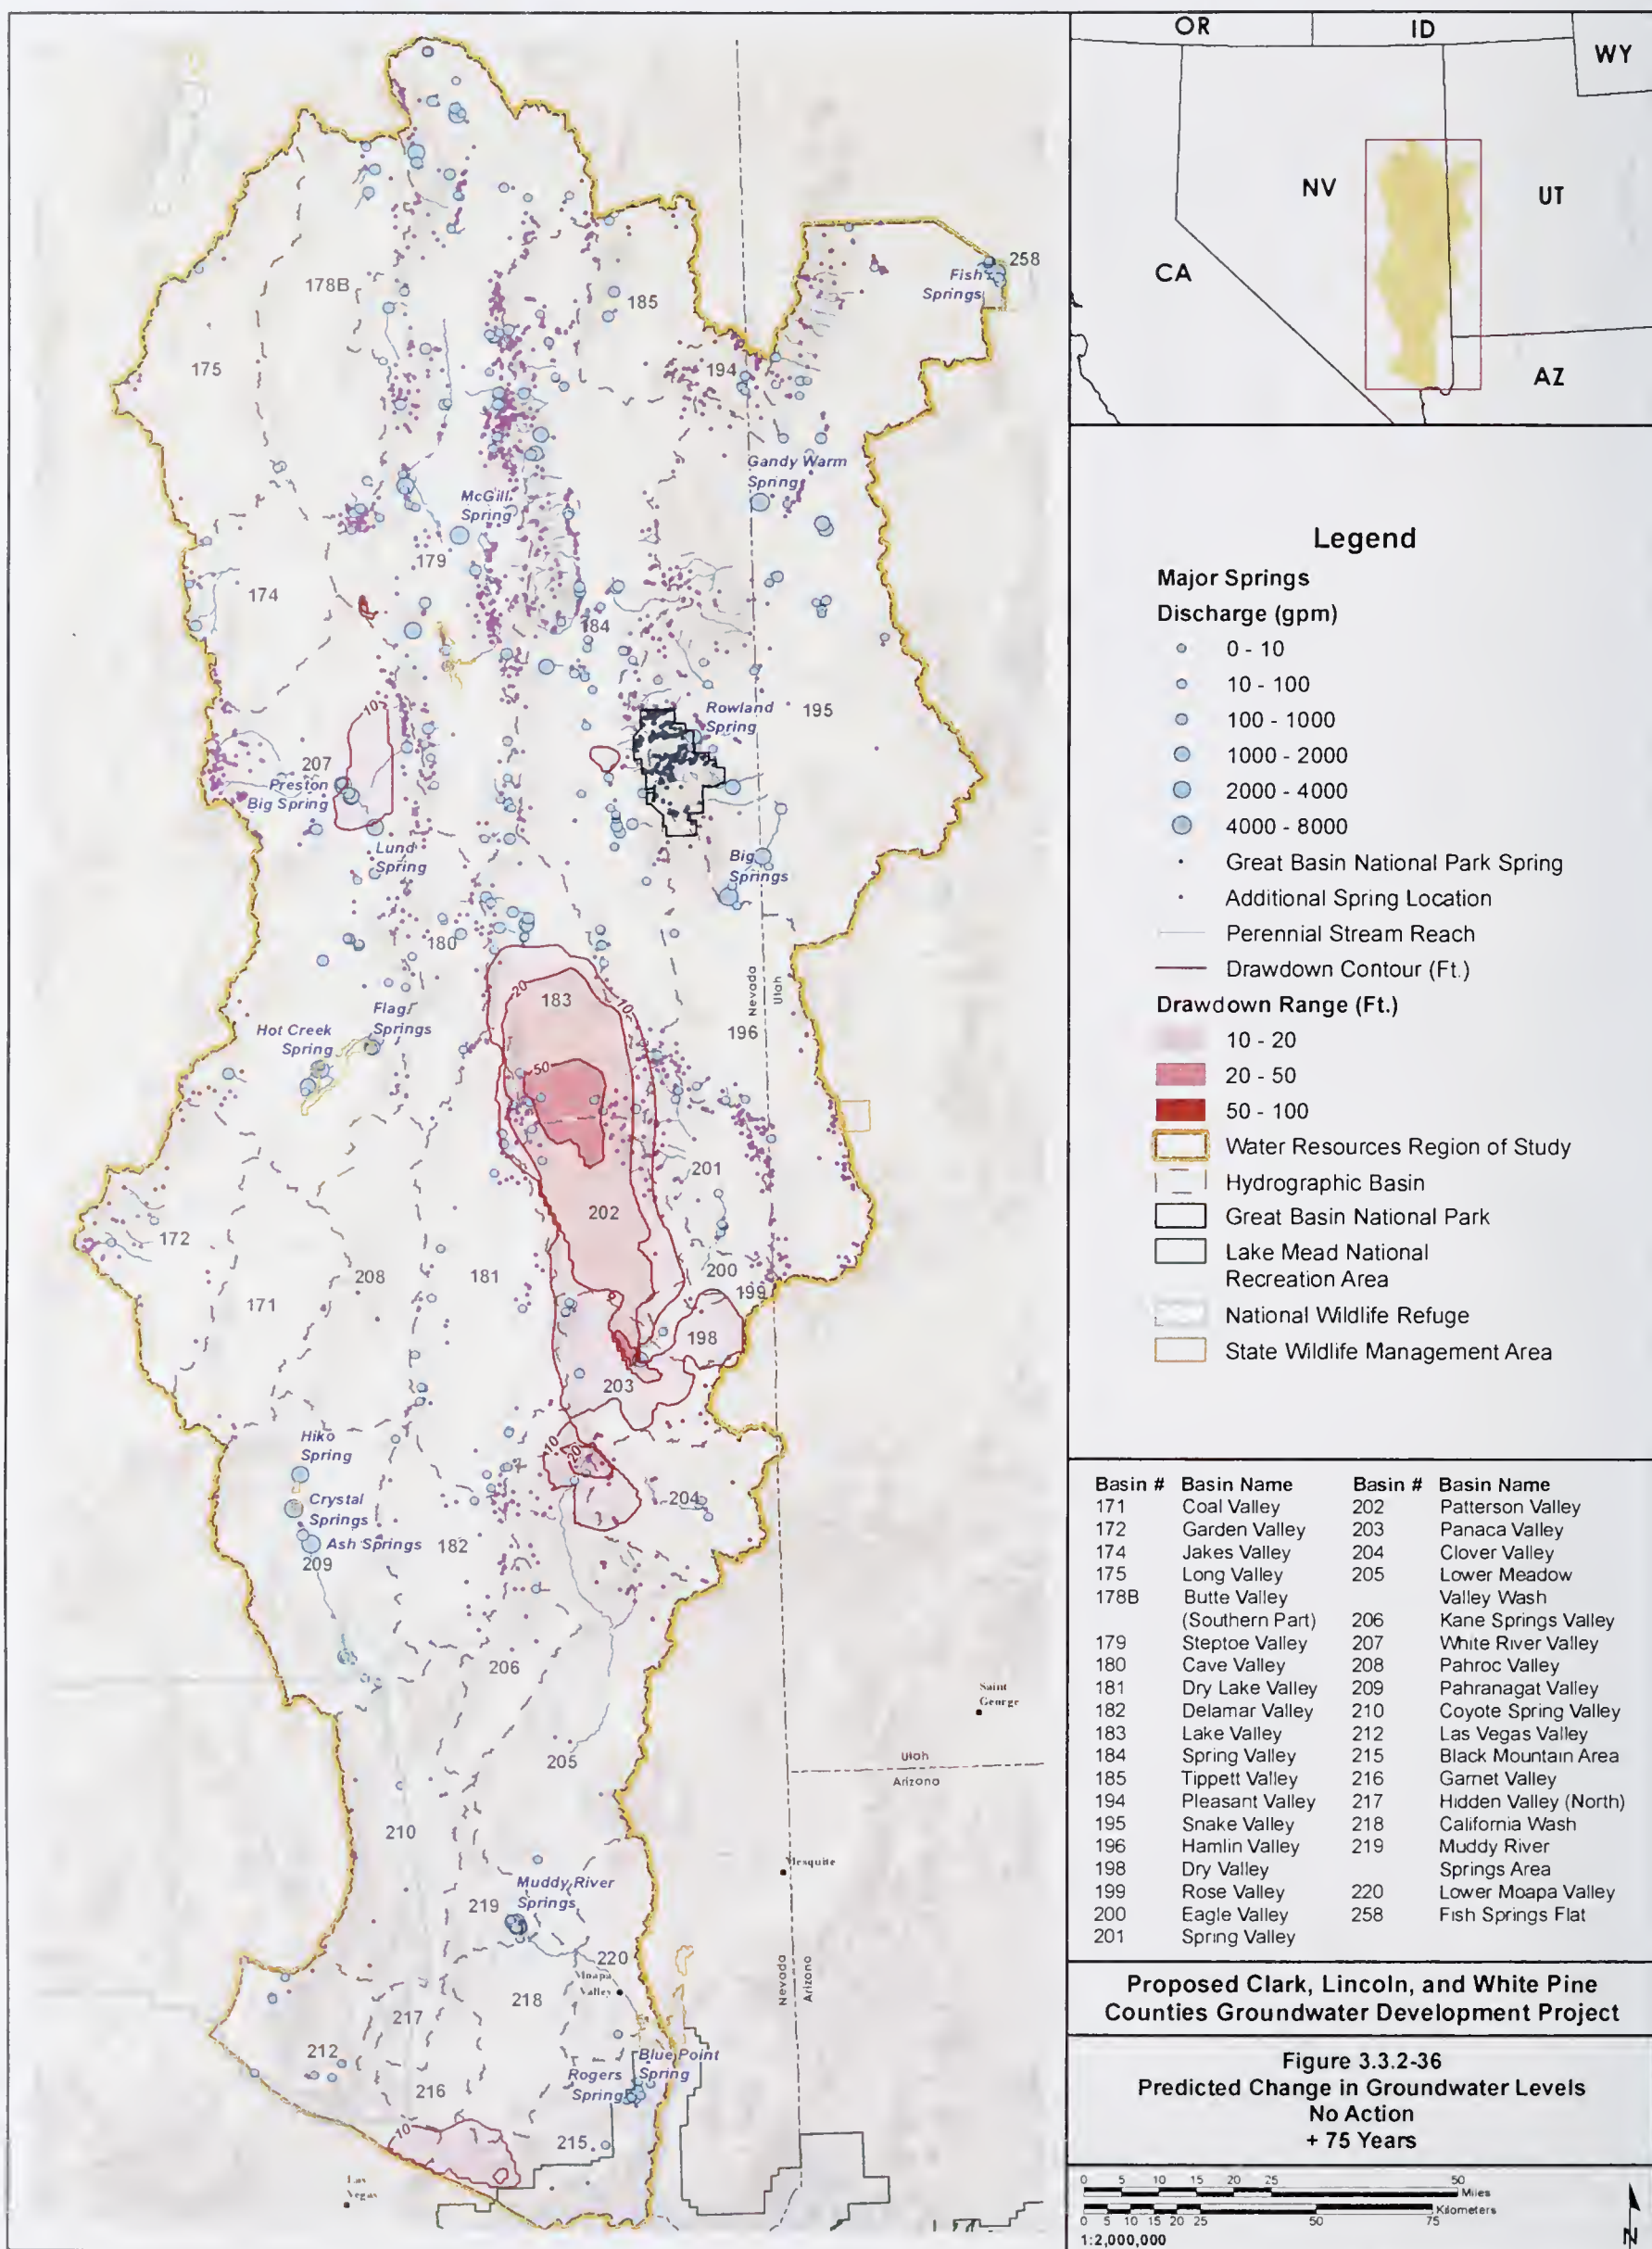 OR
ID
WY
NV
UT
CA
AZ
258
Fish
Springs
178B
185
175
194
Gandy Warm
Spring
McGill
Spring
179
174
184
Rowland
Spring
195
10
207
Preston
Big Spring
Lund
Spring
Big
Springs
180
Nevada
Utah
20
183
10
Flag
Springs
Hot Creek
Spring
196
50
201
202
172
208
181
200
199
171
198
203
Hiko
Spring
10
20
Crystal
Springs
204
Ash Springs
182
209
206
Saint
George
205
Utah
Arizona
210
Mesquite
Muddy River
Springs
219
220
Moapa
Valley
Nevada
Arizona
218
217
212
Blue Point
Spring
Rogers
Spring
216
10
215
Las
Vegas
Legend
Major Springs
Discharge (gpm)
0 - 10
10 - 100
100 - 1000
1000 - 2000
2000 - 4000
4000 - 8000
Great Basin National Park Spring
Additional Spring Location
Perennial Stream Reach
Drawdown Contour (Ft.)
Drawdown Range (Ft.)
10 - 20
20 - 50
50 - 100
Water Resources Region of Study
Hydrographic Basin
Great Basin National Park
Lake Mead National
Recreation Area
National Wildlife Refuge
State Wildlife Management Area
Basin # Basin Name Basin # Basin Name
171 Coal Valley 202 Patterson Valley
172 Garden Valley 203 Panaca Valley
174 Jakes Valley 204 Clover Valley
175 Long Valley 205 Lower Meadow
178B Butte Valley Valley Wash
(Southern Part) 206 Kane Springs Valley
179 Steptoe Valley 207 White River Valley
180 Cave Valley 208 Pahroc Valley
181 Dry Lake Valley 209 Pahranagat Valley
182 Delamar Valley 210 Coyote Spring Valley
183 Lake Valley 212 Las Vegas Valley
184 Spring Valley 215 Black Mountain Area
185 Tippett Valley 216 Garnet Valley
194 Pleasant Valley 217 Hidden Valley (North)
195 Snake Valley 218 California Wash
196 Hamlin Valley 219 Muddy River
198 Dry Valley Springs Area
199 Rose Valley 220 Lower Moapa Valley
200 Eagle Valley 258 Fish Springs Flat
201 Spring Valley
Proposed Clark, Lincoln, and White Pine
Counties Groundwater Development Project
Figure 3.3.2-36
Predicted Change in Groundwater Levels
No Action
+ 75 Years
0 5 10 15 20 25 50
Miles
Kilometers
0 5 10 15 20 25 50 75
1:2,000,000
N